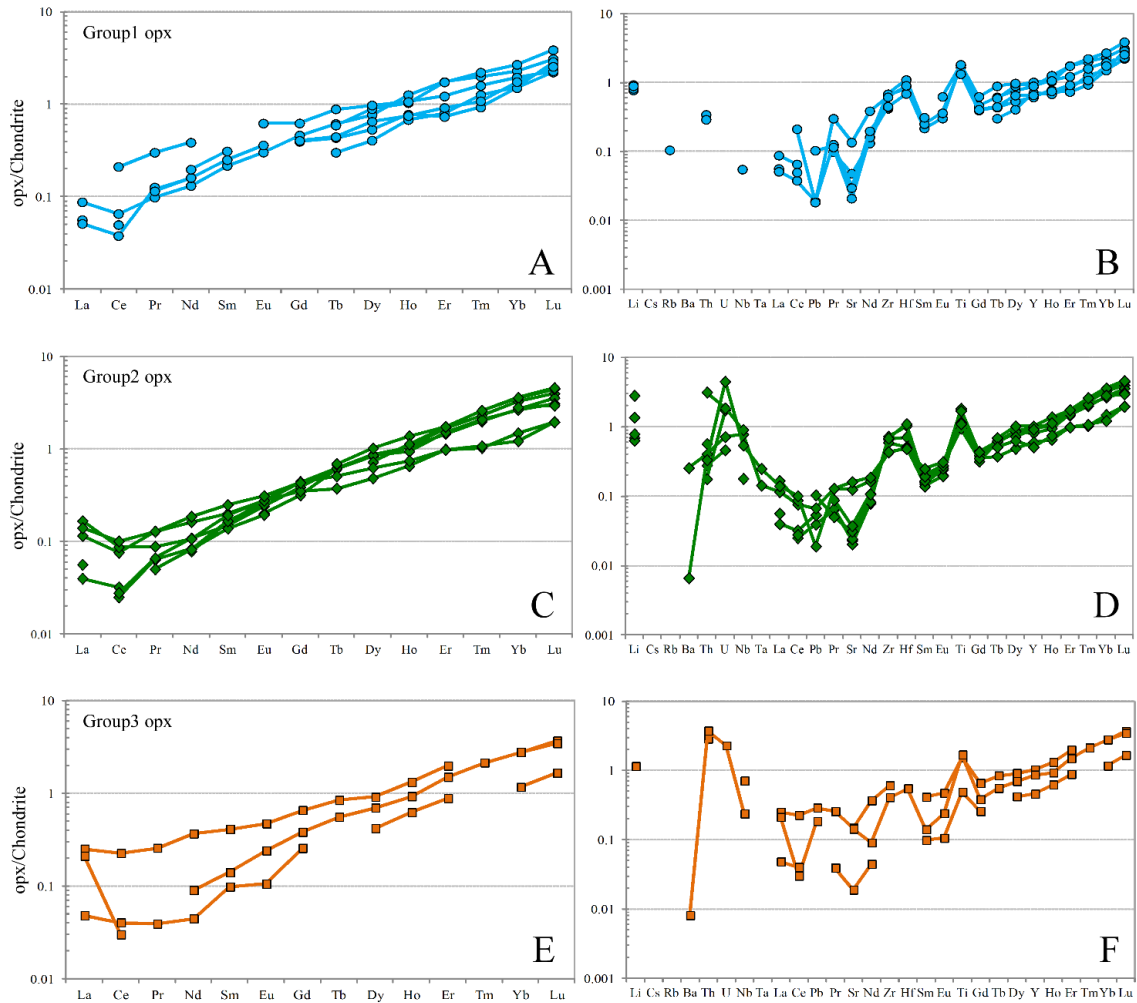 Group1 opx
opx/Chondrite
10
1
0.1
0.01
A
La Ce Pr Nd Sm Eu Gd Tb Dy Ho Er Tm Yb Lu
10
1
0.1
0.01
0.001
B
Li Cs Rb Ba Th U Nb Ta La Ce Pb Pr Sr Nd Zr Hf Sm Eu Ti Gd Tb Dy Y Ho Er Tm Yb Lu
Group2 opx
opx/Chondrite
10
1
0.1
0.01
C
La Ce Pr Nd Sm Eu Gd Tb Dy Ho Er Tm Yb Lu
10
1
0.1
0.01
0.001
D
Li Cs Rb Ba Th U Nb Ta La Ce Pb Pr Sr Nd Zr Hf Sm Eu Ti Gd Tb Dy Y Ho Er Tm Yb Lu
Group3 opx
opx/Chondrite
10
1
0.1
0.01
E
La Ce Pr Nd Sm Eu Gd Tb Dy Ho Er Tm Yb Lu
10
1
0.1
0.01
0.001
F
Li Cs Rb Ba Th U Nb Ta La Ce Pb Pr Sr Nd Zr Hf Sm Eu Ti Gd Tb Dy Y Ho Er Tm Yb Lu